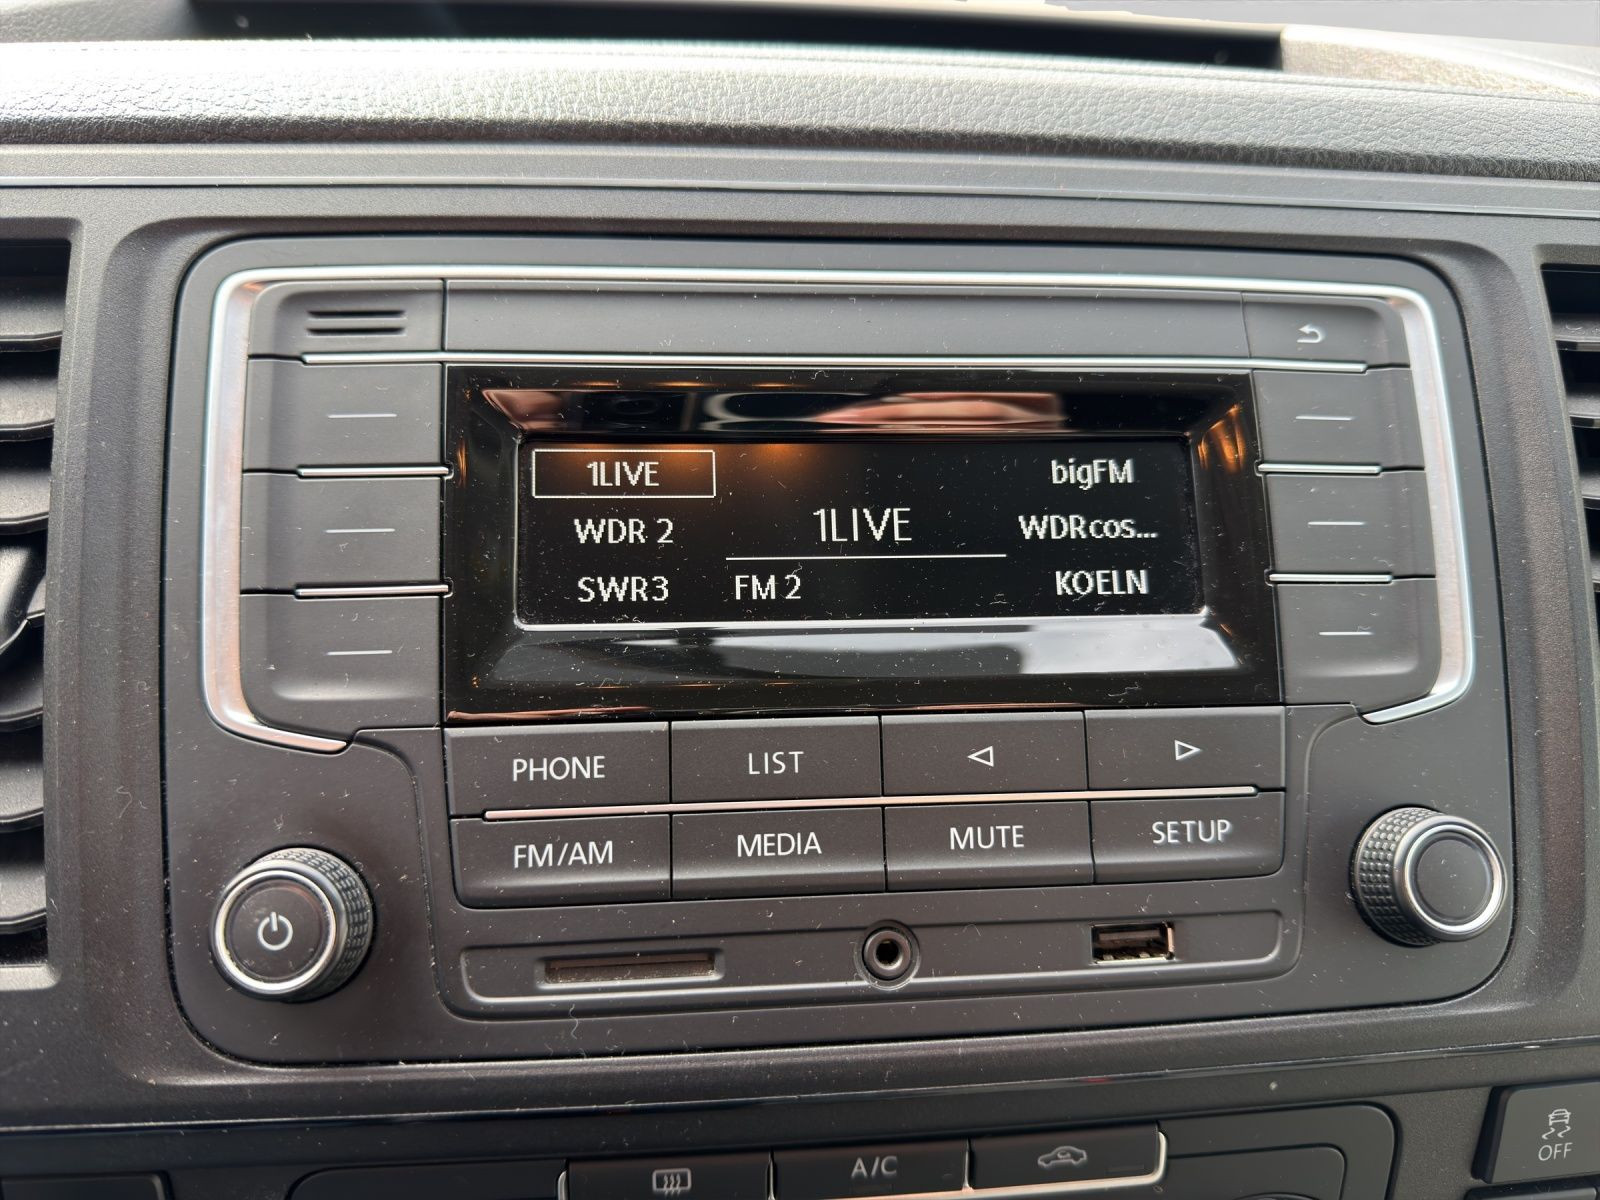 1LIVE
bigFM
WDR 2
1LIVE
WDRcos...
SWR3
FM 2
KOELN
PHONE
LIST
FM/AM
MEDIA
MUTE
SETUP
A/C
OFF